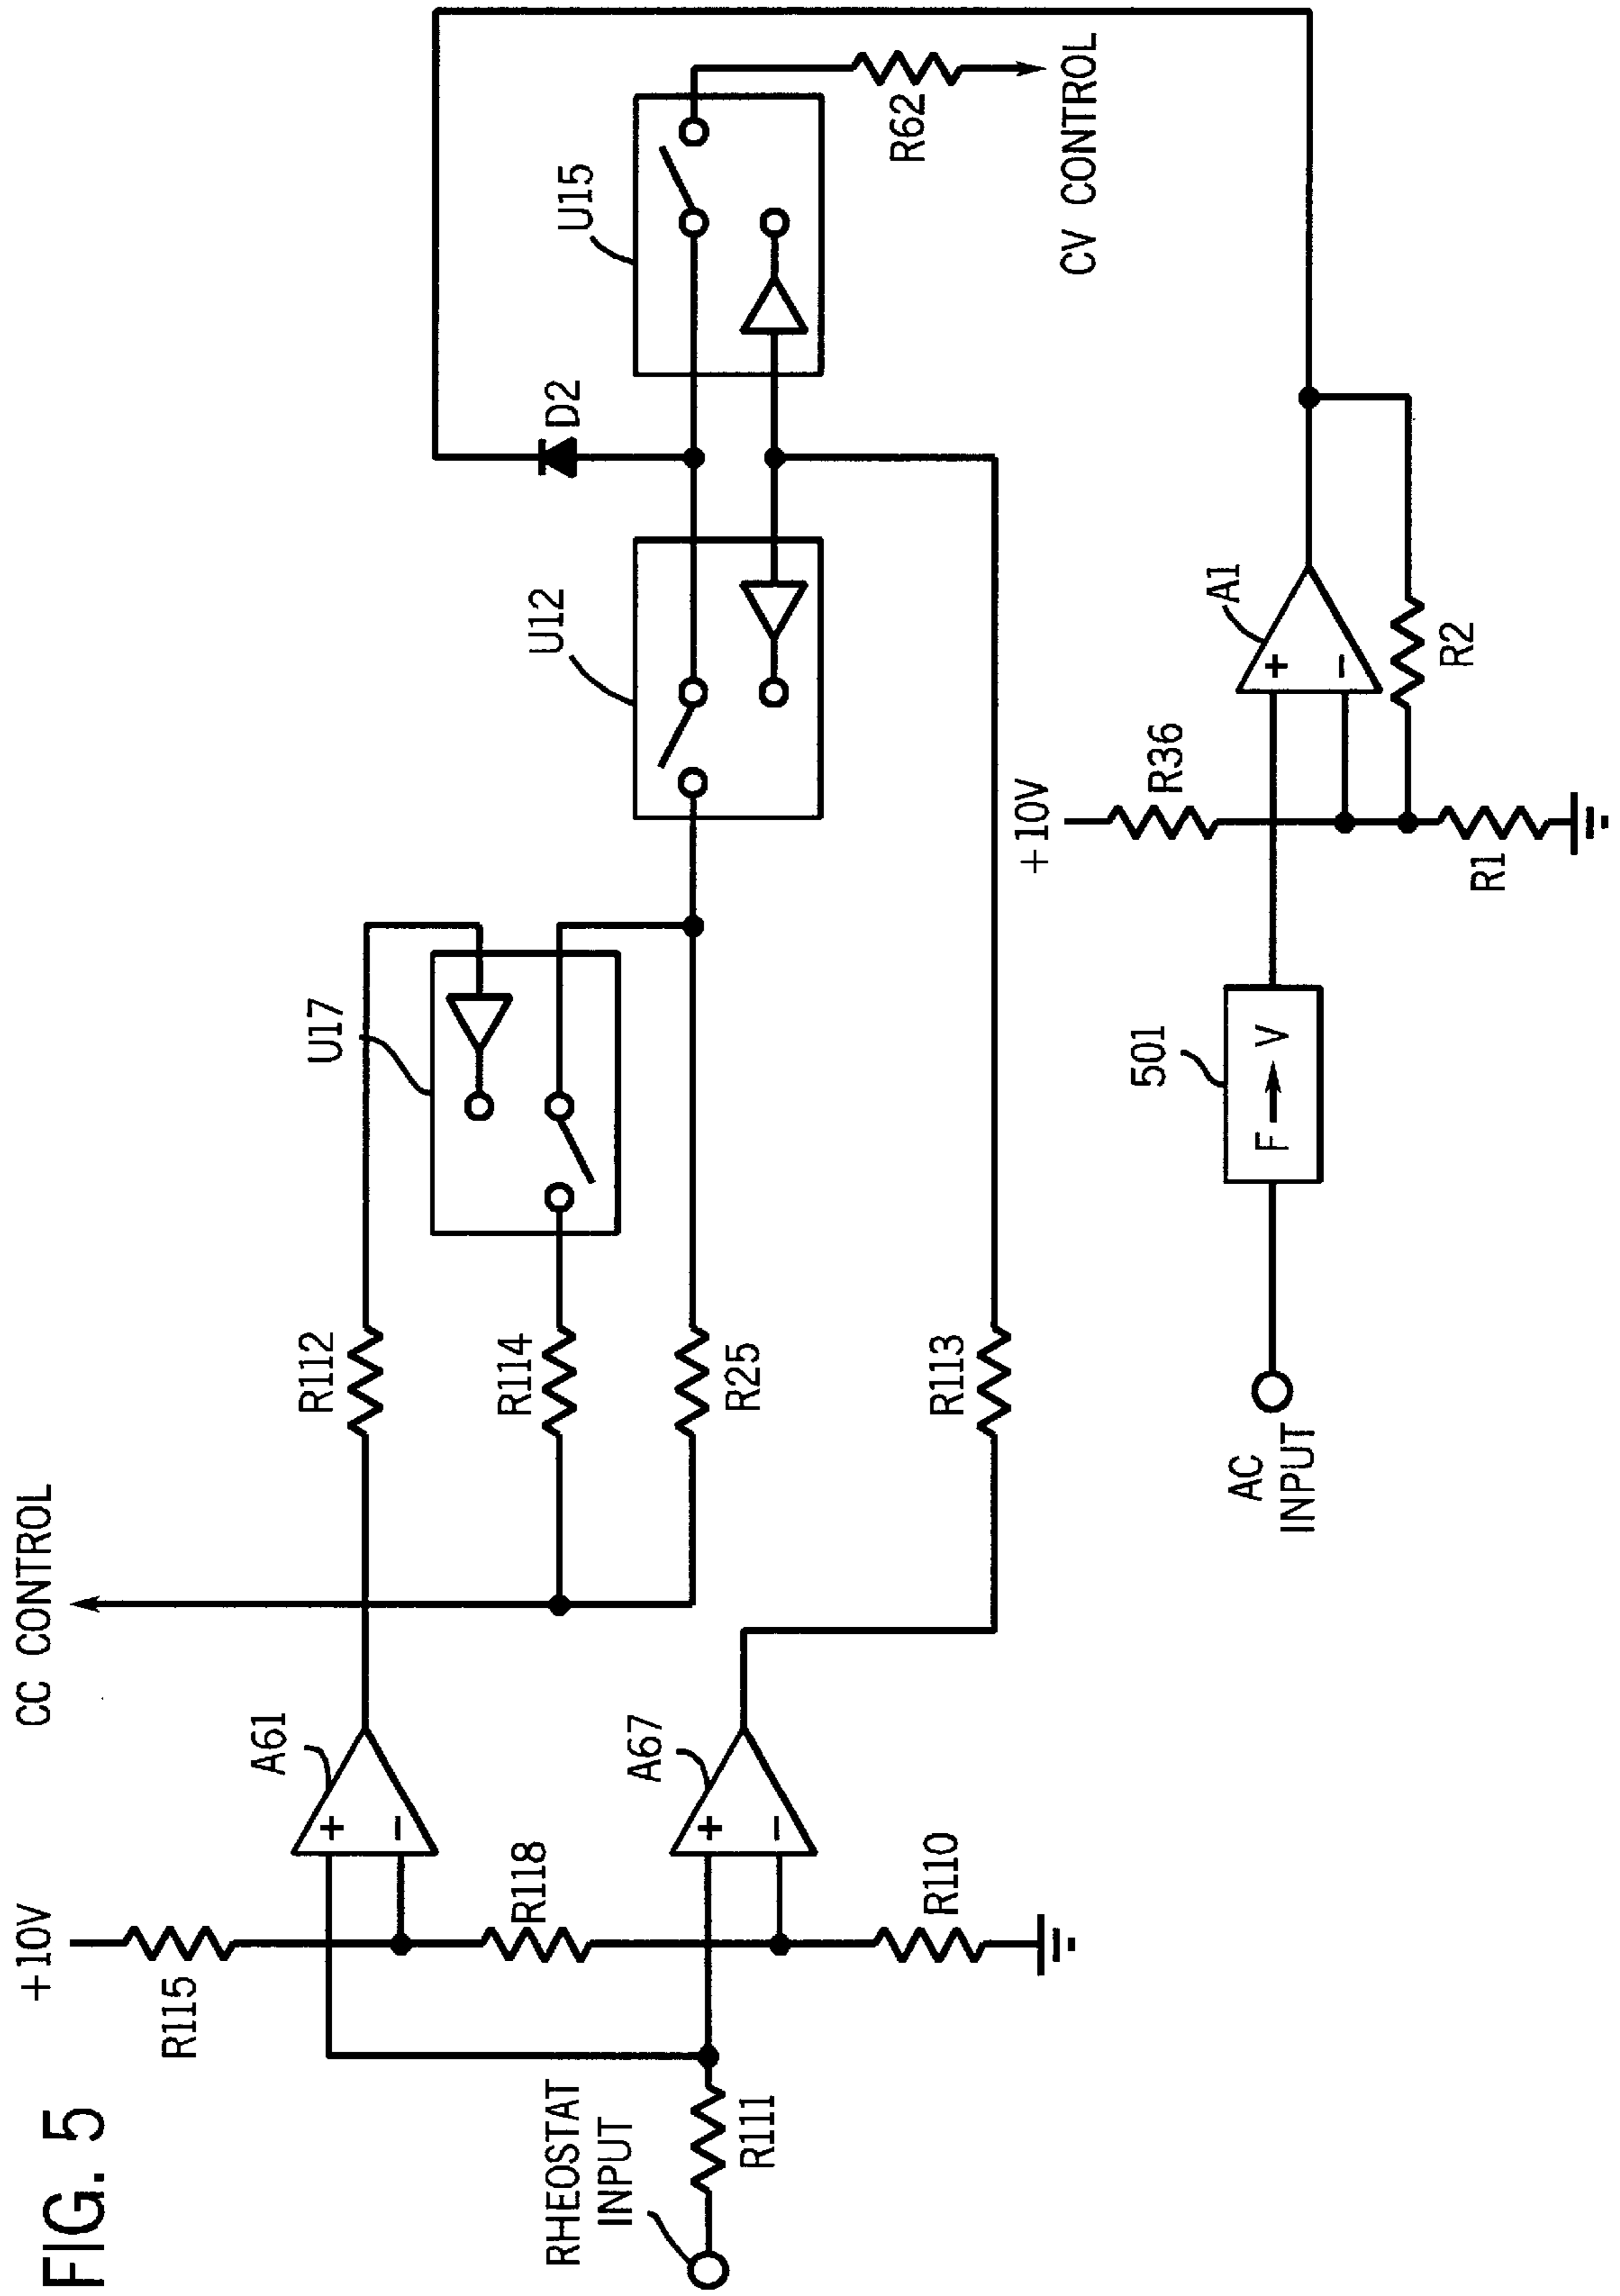 FIG. 5
+10V
R115
CC CONTROL
A61
+
−
R118
RHEOSTAT
INPUT
R111
A67
+
−
R110
R112
R114
R25
R113
U17
U12
D2
U15
R62
CV CONTROL
AC
INPUT
501
F V
+10V
R36
R1
A1
+
−
R2